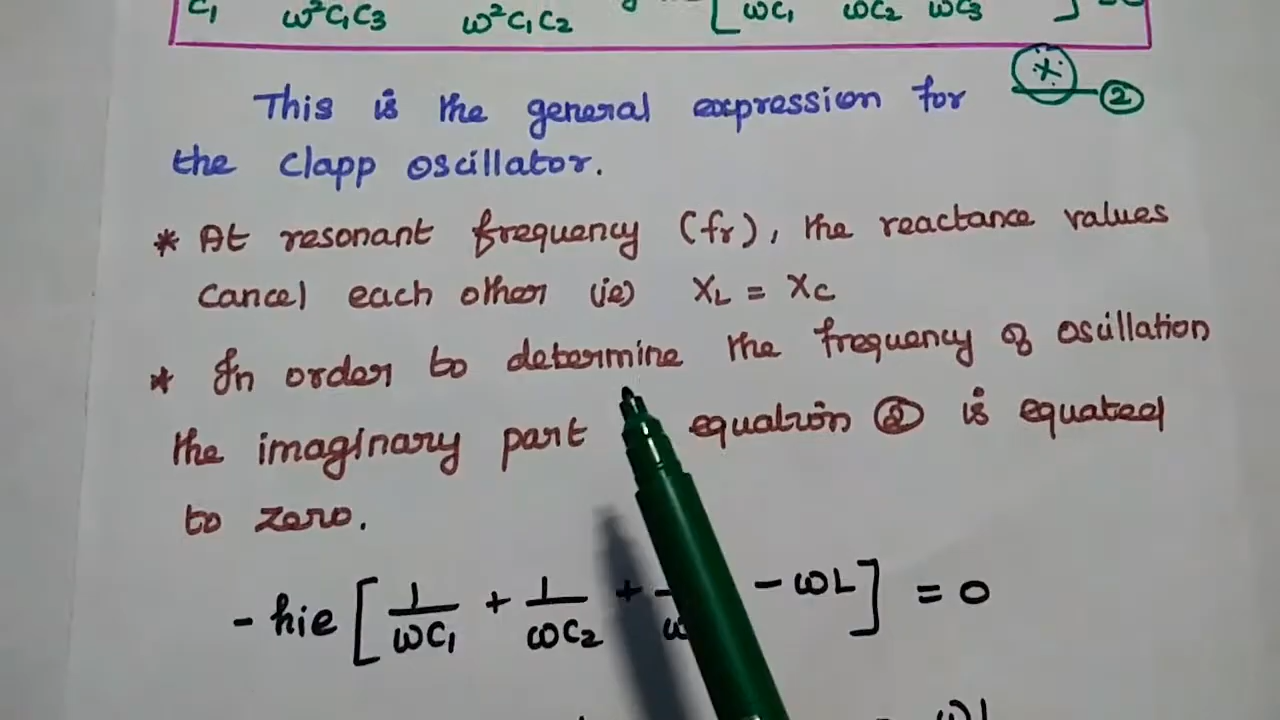 C1 ω²C1C3 ω²C1C2 [ ωC1 ωC2 ωC3 ]
This is the general expression for X ②
the Clapp oscillator.
* At resonant frequency (fr), the reactance values
cancel each other (ie) XL = XC
* In order to determine the frequency of oscillation
the imaginary part equation ② is equated
to zero.
- hie [ 1/ωC1 + 1/ωC2 + - ωL ] = 0
ωL